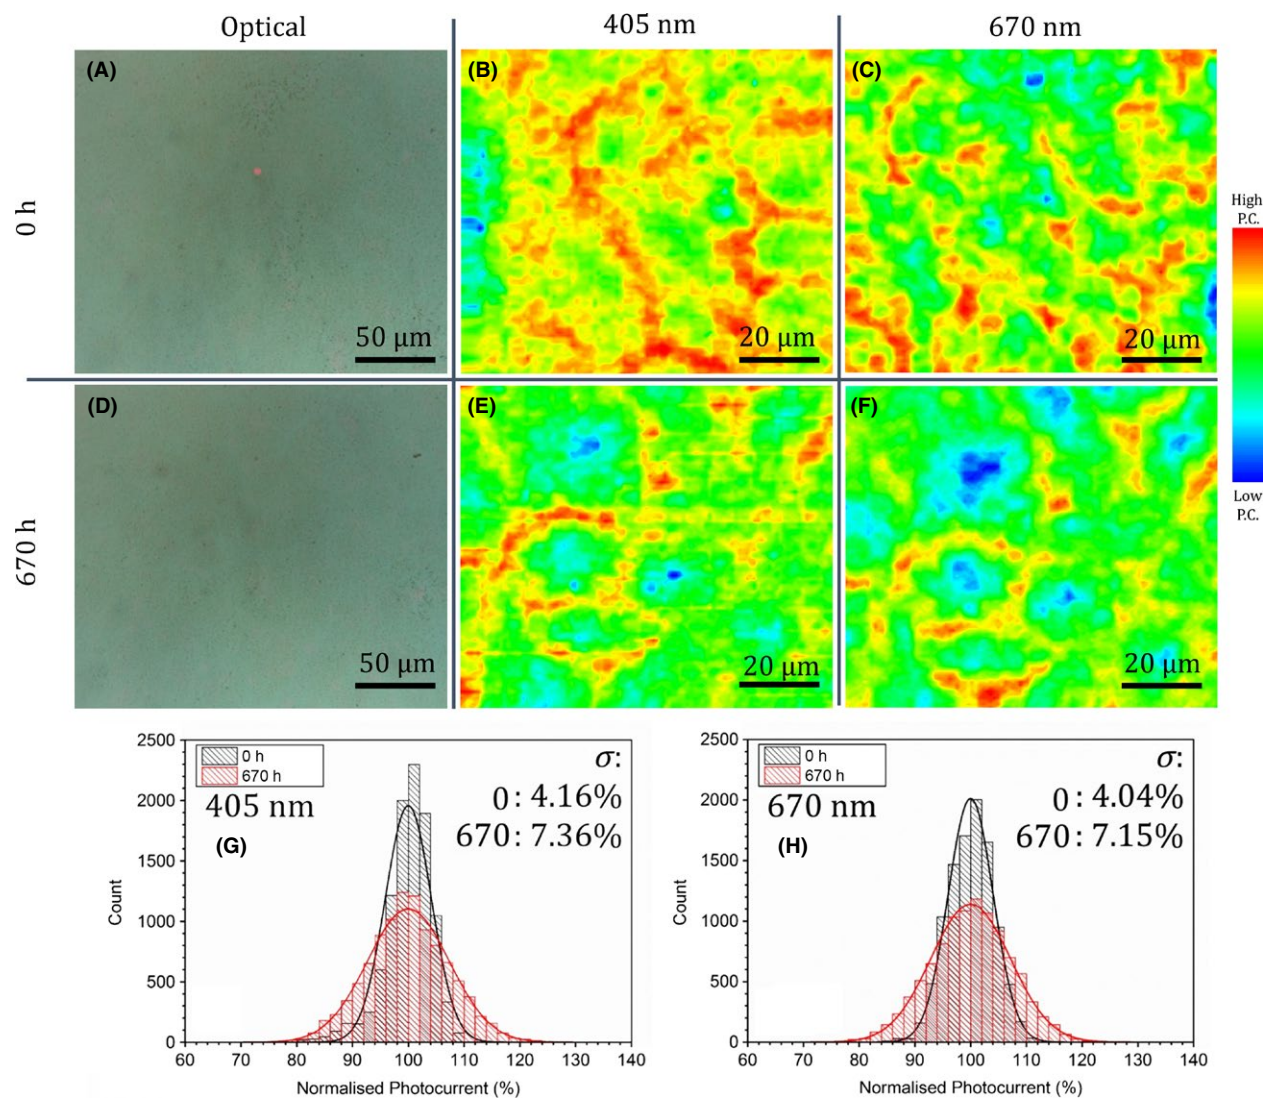 Optical
405 nm
670 nm
0 h
(A)
50 μm
(B)
20 μm
(C)
20 μm
High
P.C.
Low
P.C.
670 h
(D)
50 μm
(E)
20 μm
(F)
20 μm
2500
2000
1500
1000
500
0
Count
0 h
670 h
405 nm
(G)
σ:
0: 4.16%
670: 7.36%
60 70 80 90 100 110 120 130 140
Normalised Photocurrent (%)
2500
2000
1500
1000
500
0
Count
0 h
670 h
670 nm
(H)
σ:
0: 4.04%
670: 7.15%
60 70 80 90 100 110 120 130 140
Normalised Photocurrent (%)